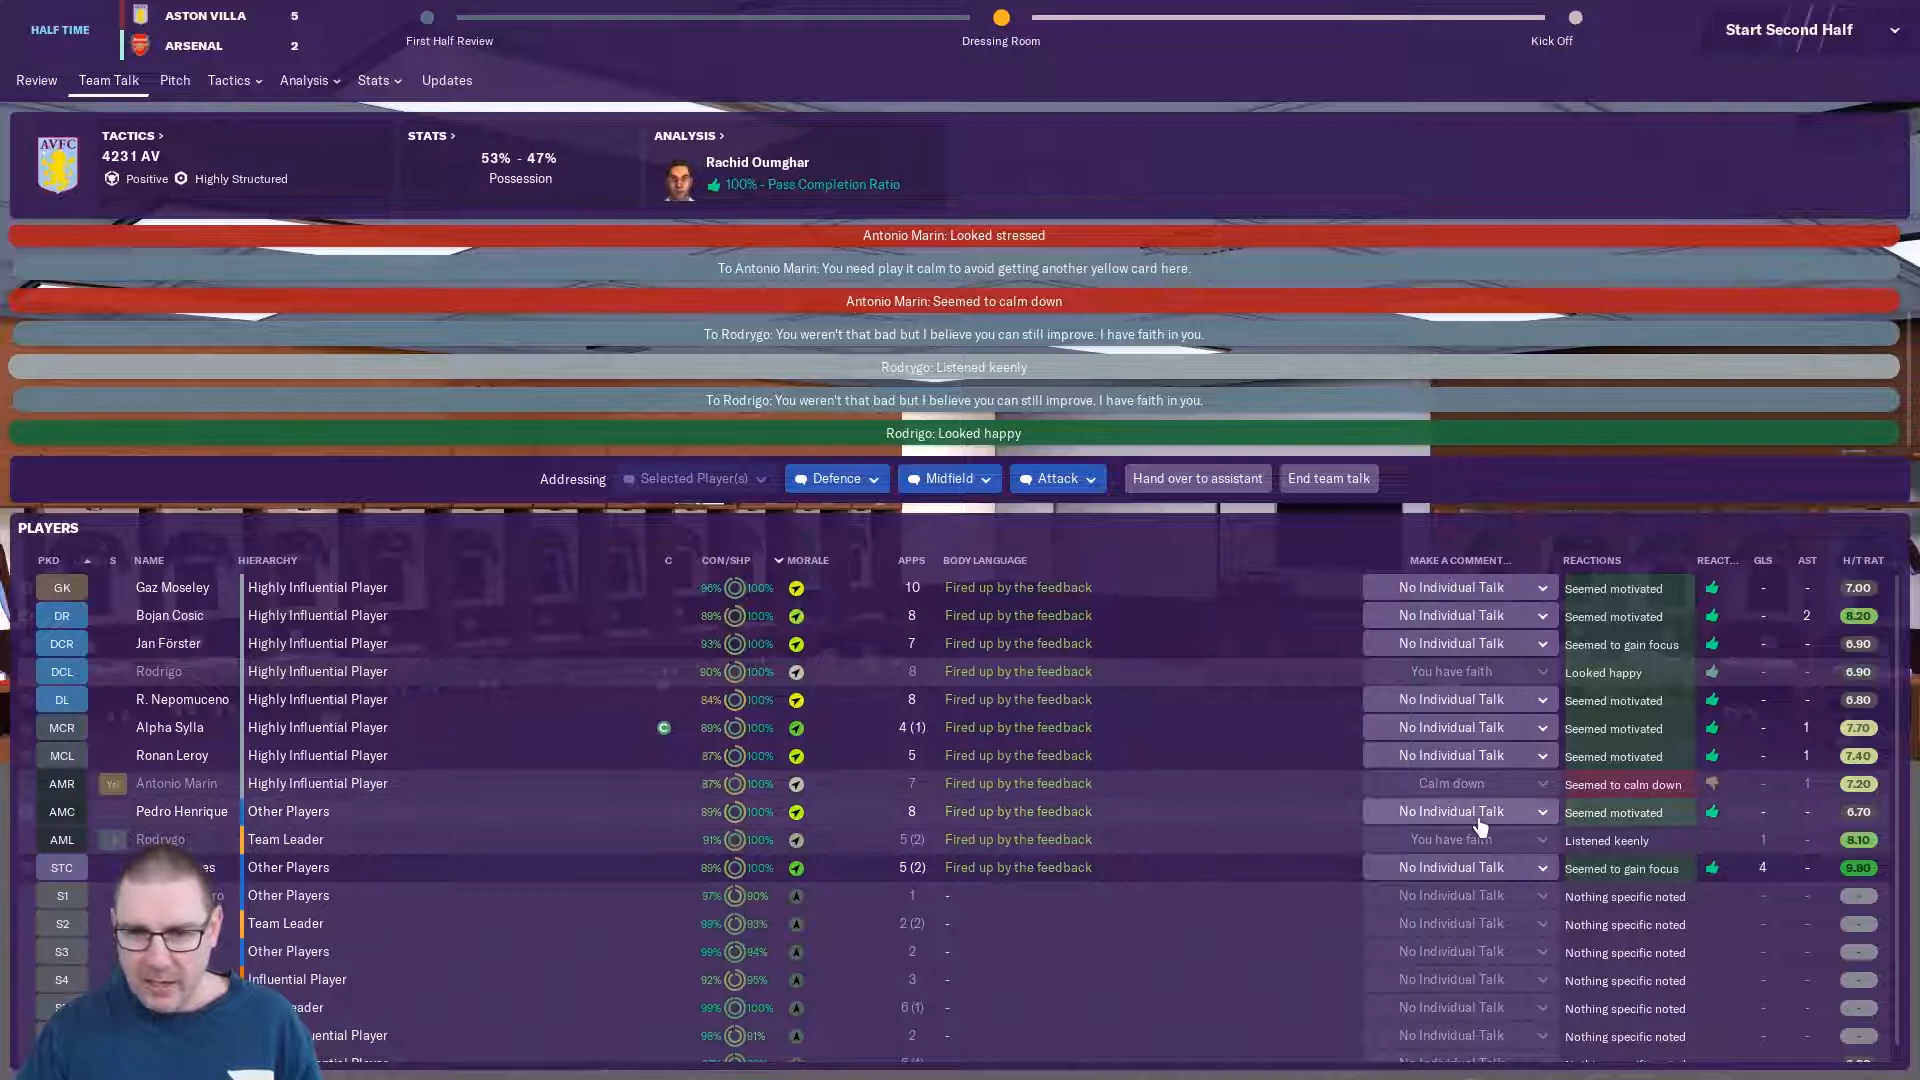 HALF TIME
ASTON VILLA 5
ARSENAL 2
First Half Review
Dressing Room
Kick Off
Start Second Half
Review Team Talk Pitch Tactics Analysis Stats Updates
AVFC
TACTICS >
4231 AV
Positive Highly Structured
STATS >
53% - 47%
Possession
ANALYSIS >
Rachid Oumghar
100% - Pass Completion Ratio
Antonio Marin: Looked stressed
To Antonio Marin: You need play it calm to avoid getting another yellow card here.
Antonio Marin: Seemed to calm down
To Rodrygo: You weren't that bad but I believe you can still improve. I have faith in you.
Rodrygo: Listened keenly
To Rodrigo: You weren't that bad but I believe you can still improve. I have faith in you.
Rodrigo: Looked happy
Addressing Selected Player(s) Defence Midfield Attack Hand over to assistant End team talk
PLAYERS
PKD S NAME HIERARCHY C CON/SHP MORALE APPS BODY LANGUAGE MAKE A COMMENT... REACTIONS REACT... GLS AST H/T RAT
GK Gaz Moseley Highly Influential Player 96% 100% 10 Fired up by the feedback No Individual Talk Seemed motivated - - 7.00
DR Bojan Cosic Highly Influential Player 89% 100% 8 Fired up by the feedback No Individual Talk Seemed motivated - 2 8.20
DCR Jan Förster Highly Influential Player 93% 100% 7 Fired up by the feedback No Individual Talk Seemed to gain focus - - 6.90
DCL Rodrigo Highly Influential Player 90% 100% 8 Fired up by the feedback You have faith Looked happy - - 6.90
DL R. Nepomuceno Highly Influential Player 84% 100% 8 Fired up by the feedback No Individual Talk Seemed motivated - - 6.80
MCR Alpha Sylla Highly Influential Player C 89% 100% 4 (1) Fired up by the feedback No Individual Talk Seemed motivated - 1 7.70
MCL Ronan Leroy Highly Influential Player 87% 100% 5 Fired up by the feedback No Individual Talk Seemed motivated - 1 7.40
AMR Yel Antonio Marin Highly Influential Player 87% 100% 7 Fired up by the feedback Calm down Seemed to calm down - 1 7.20
AMC Pedro Henrique Other Players 89% 100% 8 Fired up by the feedback No Individual Talk Seemed motivated - - 6.70
AML Rodrygo Team Leader 91% 100% 5 (2) Fired up by the feedback You have faith Listened keenly 1 - 8.10
STC es Other Players 89% 100% 5 (2) Fired up by the feedback No Individual Talk Seemed to gain focus 4 - 9.80
S1 ro Other Players 97% 90% 1 - No Individual Talk Nothing specific noted - - -
S2 Team Leader 99% 93% 2 (2) - No Individual Talk Nothing specific noted - - -
S3 Other Players 99% 94% 2 - No Individual Talk Nothing specific noted - - -
S4 Influential Player 92% 95% 3 - No Individual Talk Nothing specific noted - - -
eader 99% 100% 6 (1) - No Individual Talk Nothing specific noted - - -
uential Player 98% 91% 2 - No Individual Talk Nothing specific noted - - -